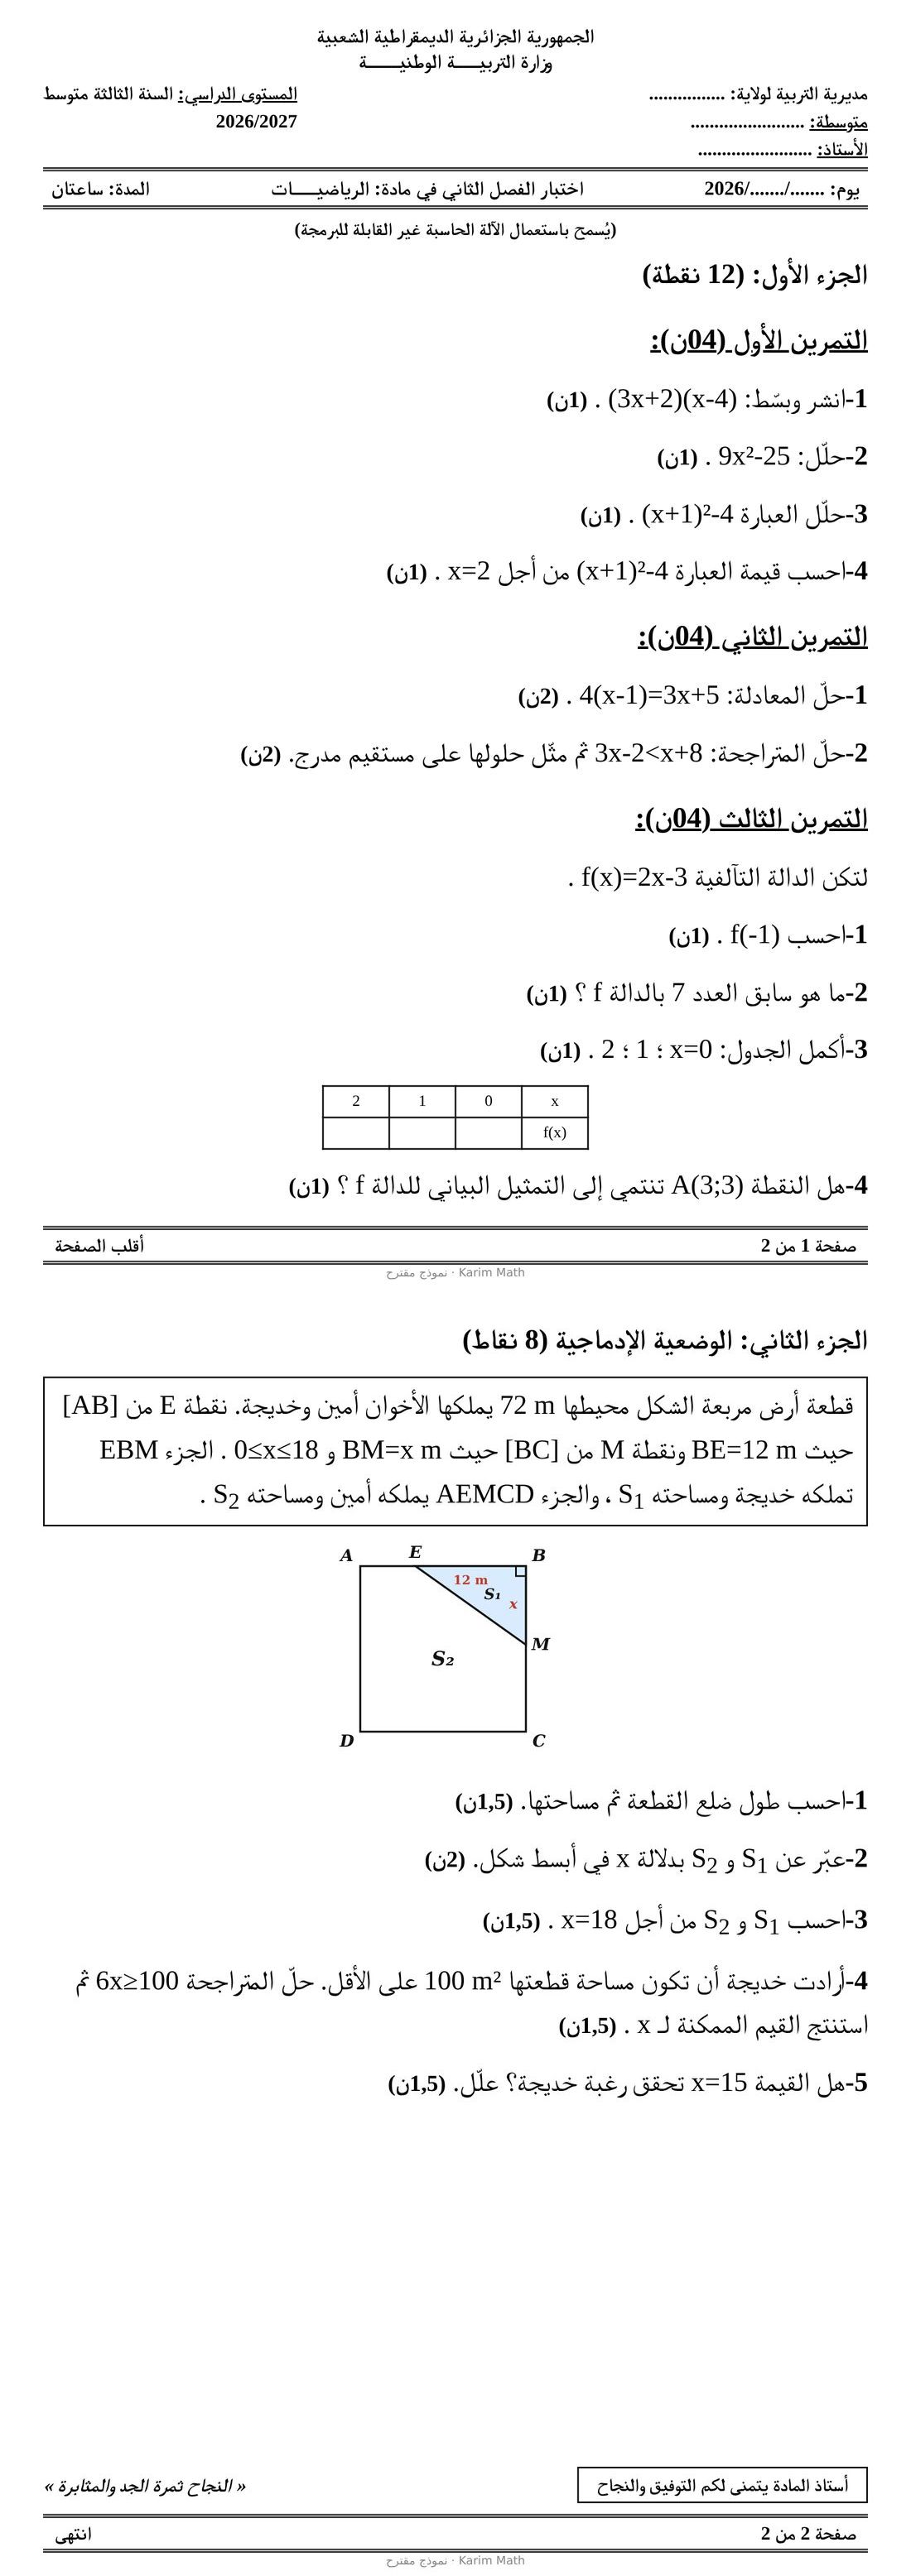 الجمهورية الجزائرية الديمقراطية الشعبية
وزارة التربيـــــة الوطنيـــــــة
مديرية التربية لولاية: ................
المستوى الدراسي: السنة الثالثة متوسط
متوسطة: ........................
2026/2027
الأستاذ: ........................
يوم: ......./......./2026
اختبار الفصل الثاني في مادة: الرياضيـــــات
المدة: ساعتان
(يُسمح باستعمال الآلة الحاسبة غير القابلة للبرمجة)
الجزء الأول: (12 نقطة)
التمرين الأول (04ن):
1-انشر وبسّط: (3x+2)(x-4) . (1ن)
2-حلّل: 9x²-25 . (1ن)
3-حلّل العبارة (x+1)²-4 . (1ن)
4-احسب قيمة العبارة (x+1)²-4 من أجل x=2 . (1ن)
التمرين الثاني (04ن):
1-حلّ المعادلة: 4(x-1)=3x+5 . (2ن)
2-حلّ المتراجحة: 3x-2<x+8 ثم مثّل حلولها على مستقيم مدرج. (2ن)
التمرين الثالث (04ن):
لتكن الدالة التآلفية f(x)=2x-3 .
1-احسب f(-1) . (1ن)
2-ما هو سابق العدد 7 بالدالة f ؟ (1ن)
3-أكمل الجدول: x=0 ؛ 1 ؛ 2 . (1ن)
x 0 1 2
f(x)
4-هل النقطة A(3;3) تنتمي إلى التمثيل البياني للدالة f ؟ (1ن)
صفحة 1 من 2
أقلب الصفحة
Karim Math · نموذج مقترح
الجزء الثاني: الوضعية الإدماجية (8 نقاط)
قطعة أرض مربعة الشكل محيطها 72 m يملكها الأخوان أمين وخديجة. نقطة E من [AB]
حيث BE=12 m ونقطة M من [BC] حيث BM=x m و 0≤x≤18 . الجزء EBM
تملكه خديجة ومساحته S₁ ، والجزء AEMCD يملكه أمين ومساحته S₂ .
A E B
12 m
S₁
x
M
S₂
D C
1-احسب طول ضلع القطعة ثم مساحتها. (1,5ن)
2-عبّر عن S₁ و S₂ بدلالة x في أبسط شكل. (2ن)
3-احسب S₁ و S₂ من أجل x=18 . (1,5ن)
4-أرادت خديجة أن تكون مساحة قطعتها 100 m² على الأقل. حلّ المتراجحة 6x≥100 ثم
استنتج القيم الممكنة لـ x . (1,5ن)
5-هل القيمة x=15 تحقق رغبة خديجة؟ علّل. (1,5ن)
أستاذ المادة يتمنى لكم التوفيق والنجاح
« النجاح ثمرة الجد والمثابرة »
صفحة 2 من 2
انتهى
Karim Math · نموذج مقترح